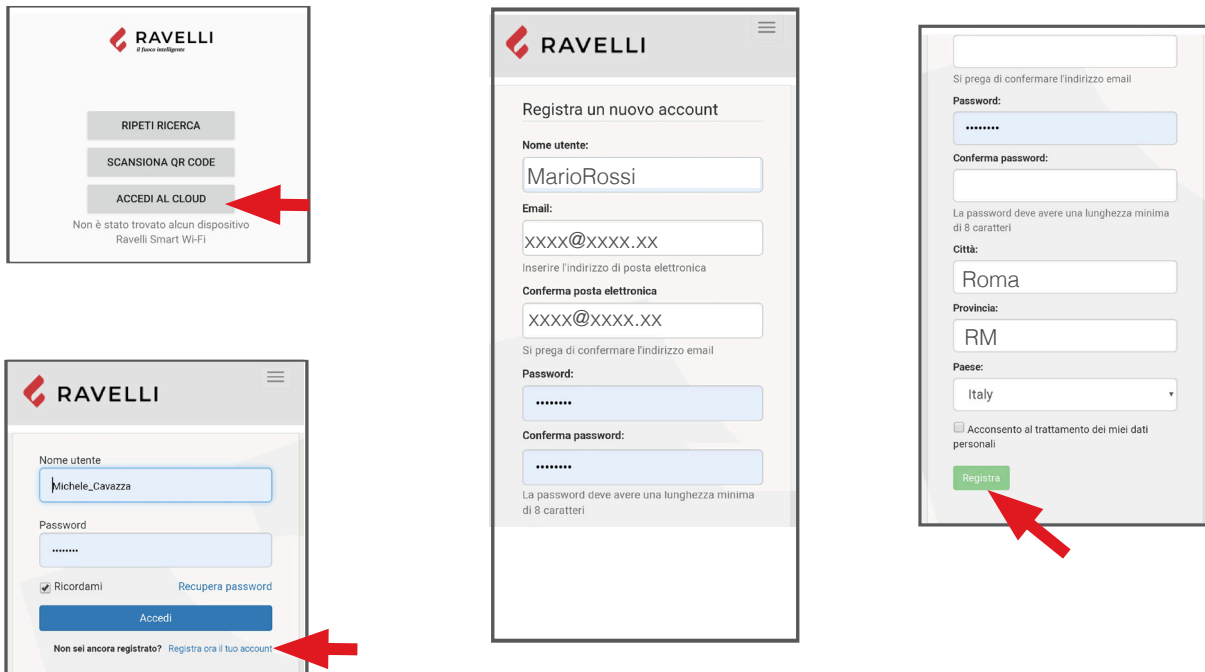 RAVELLI
il fuoco intelligente
RIPETI RICERCA
SCANSIONA QR CODE
ACCEDI AL CLOUD
Non è stato trovato alcun dispositivo
Ravelli Smart Wi-Fi
RAVELLI
Nome utente
Michele_Cavazza
Password
••••••••
Ricordami
Recupera password
Accedi
Non sei ancora registrato? Registra ora il tuo account
RAVELLI
Registra un nuovo account
Nome utente:
MarioRossi
Email:
xxxx@xxxx.xx
Inserire l'indirizzo di posta elettronica
Conferma posta elettronica
xxxx@xxxx.xx
Si prega di confermare l'indirizzo email
Password:
••••••••
Conferma password:
••••••••
La password deve avere una lunghezza minima
di 8 caratteri
Si prega di confermare l'indirizzo email
Password:
••••••••
Conferma password:
La password deve avere una lunghezza minima
di 8 caratteri
Città:
Roma
Provincia:
RM
Paese:
Italy
Acconsento al trattamento dei miei dati
personali
Registra